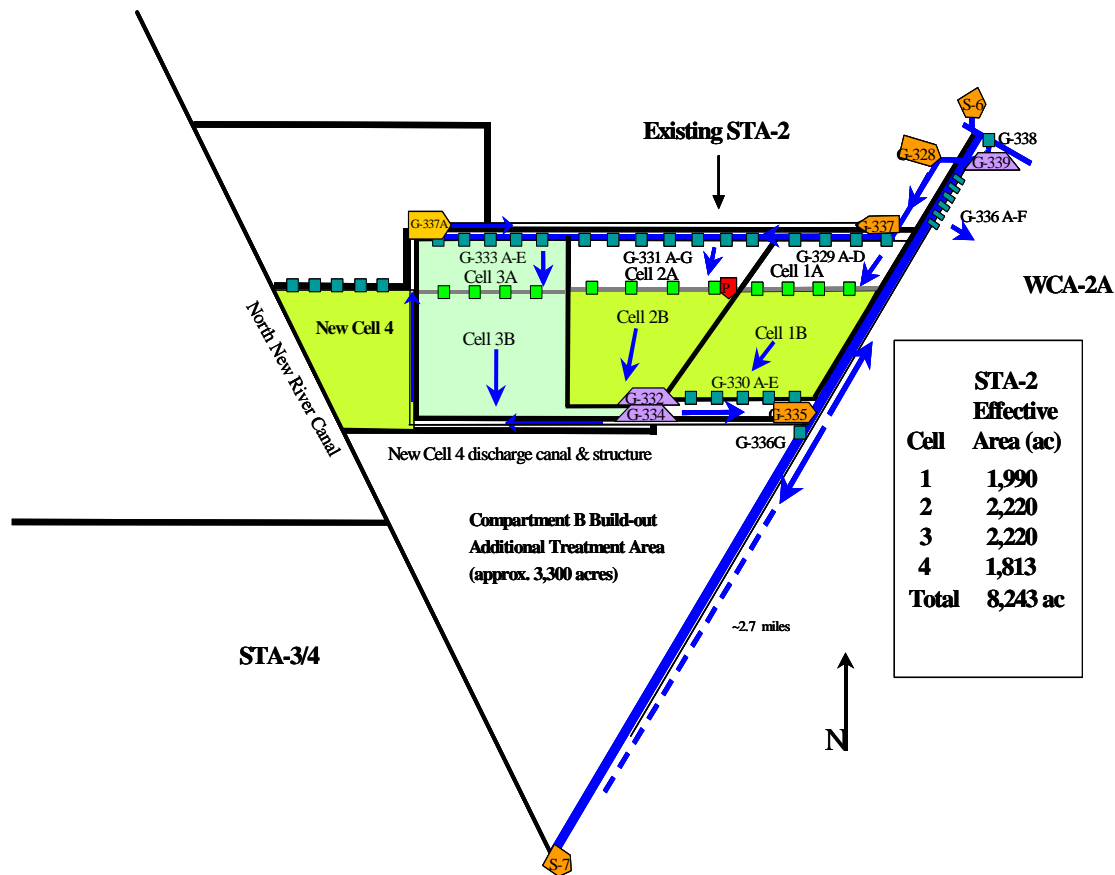 S-6
Existing STA-2
G-338
G-328
G-339
G-336 A-F
G-337A
G-337
G-333 A-E
G-331 A-G
G-329 A-D
Cell 3A
Cell 2A
Cell 1A
P
WCA-2A
New Cell 4
Cell 3B
Cell 2B
Cell 1B
North New River Canal
G-330 A-E
G-332
G-334
G-335
G-336G
New Cell 4 discharge canal & structure
STA-2
Effective
Cell Area (ac)
1 1,990
2 2,220
3 2,220
4 1,813
Total 8,243 ac
Compartment B Build-out
Additional Treatment Area
(approx. 3,300 acres)
~2.7 miles
STA-3/4
N
S-7